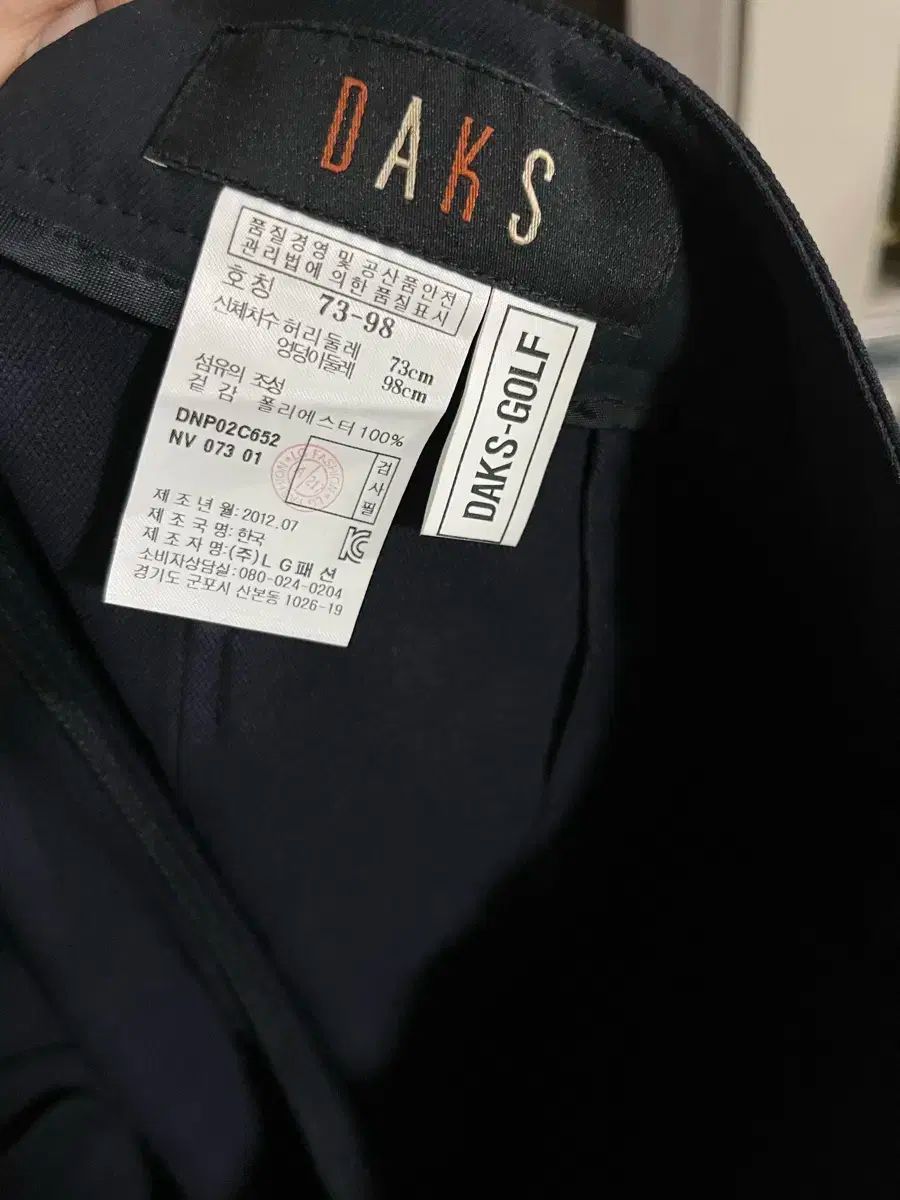 DAKS
품질경영 및 공산품안전
관리법에 의한 품질표시
호칭 73-98
신체치수 허리둘레 73cm
엉덩이둘레 98cm
섬유의 조성
겉감 폴리에스터 100%
DNP02C652
NV 073 01
검사필
LG FASHION
제조년월:2012.07
제조국명:한국
제조자명:(주)LG패션
소비자상담실:080-024-0204
경기도 군포시 산본동 1026-19
DAKS-GOLF